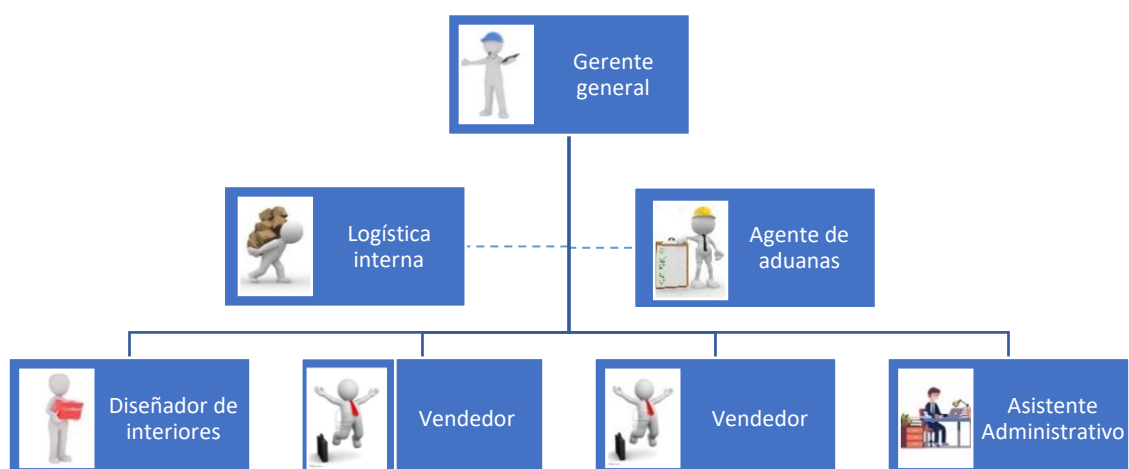 Gerente
general
Logística
interna
Agente de
aduanas
Diseñador de
interiores
Vendedor
Vendedor
Asistente
Administrativo